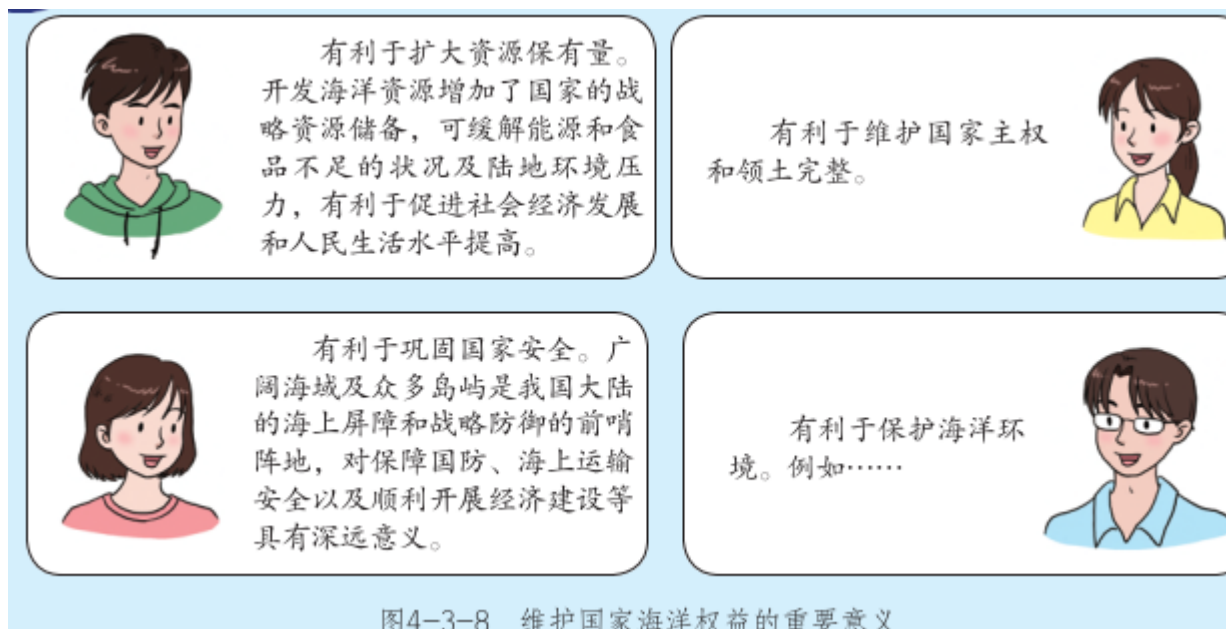 有利于扩大资源保有量。
开发海洋资源增加了国家的战
略资源储备，可缓解能源和食
品不足的状况及陆地环境压
力，有利于促进社会经济发展
和人民生活水平提高。
有利于维护国家主权
和领土完整。
有利于巩固国家安全。广
阔海域及众多岛屿是我国大陆
的海上屏障和战略防御的前哨
阵地，对保障国防、海上运输
安全以及顺利开展经济建设等
具有深远意义。
有利于保护海洋环
境。例如……
图4-3-8 维护国家海洋权益的重要意义